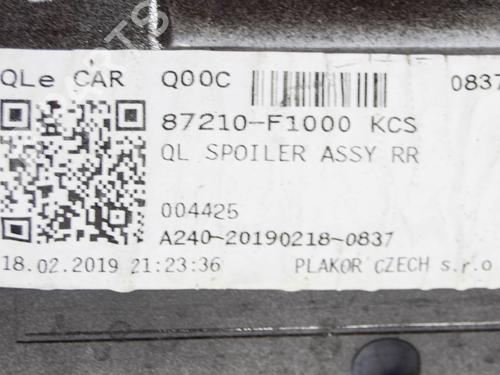 QLe CAR Q00C 0837
87210-F1000 KCS
QL SPOILER ASSY RR
004425
A240-20190218-0837
18.02.2019 21:23:36 PLAKOR CZECH s.r.o